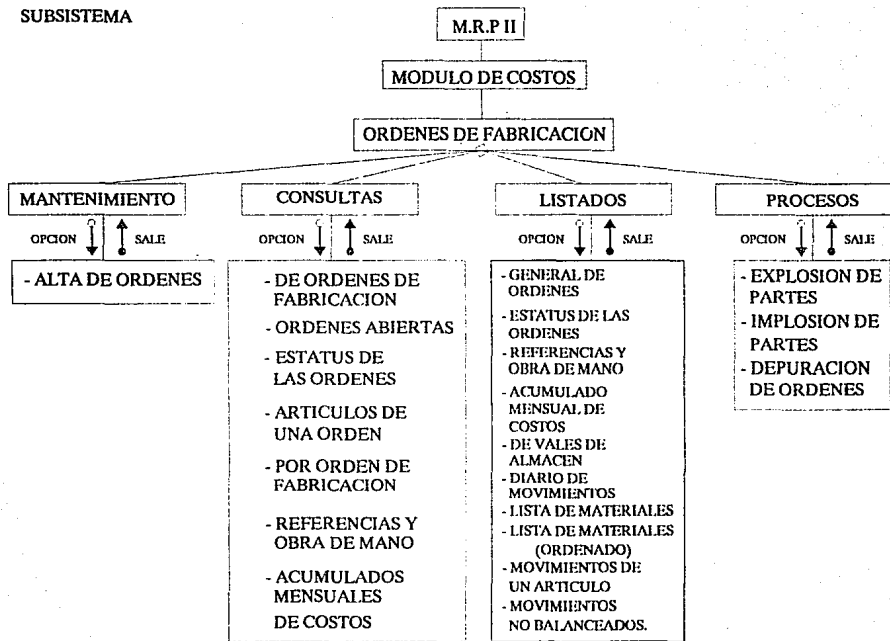 SUBSISTEMA
M.R.P II
MODULO DE COSTOS
ORDENES DE FABRICACION
MANTENIMIENTO
OPCION
SALE
- ALTA DE ORDENES
CONSULTAS
OPCION
SALE
- DE ORDENES DE
FABRICACION
- ORDENES ABIERTAS
- ESTATUS DE
LAS ORDENES
- ARTICULOS DE
UNA ORDEN
- POR ORDEN DE
FABRICACION
- REFERENCIAS Y
OBRA DE MANO
- ACUMULADOS
MENSUALES
DE COSTOS
LISTADOS
OPCION
SALE
- GENERAL DE
ORDENES
- ESTATUS DE LAS
ORDENES
- REFERENCIAS Y
OBRA DE MANO
- ACUMULADO
MENSUAL DE
COSTOS
- DE VALES DE
ALMACEN
- DIARIO DE
MOVIMIENTOS
- LISTA DE MATERIALES
- LISTA DE MATERIALES
(ORDENADO)
- MOVIMIENTOS DE
UN ARTICULO
- MOVIMIENTOS
NO BALANCEADOS.
PROCESOS
OPCION
SALE
- EXPLOSION DE
PARTES
- IMPLOSION DE
PARTES
- DEPURACION
DE ORDENES